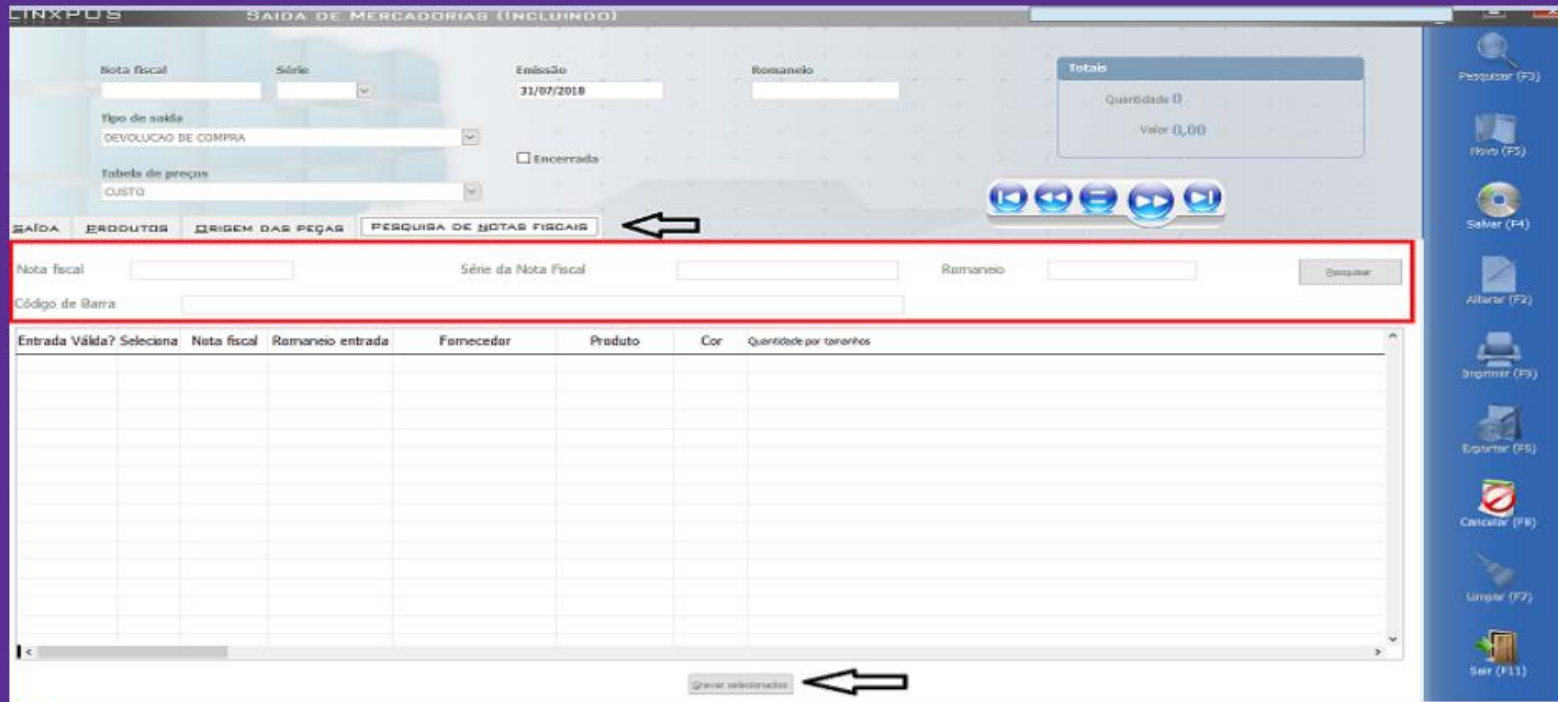 LINXPOS SAIDA DE MERCADORIAS (INCLUINDO)
Nota fiscal Série Emissão Romaneio
31/07/2018
Totais
Quantidade 0
Valor 0,00
Tipo de saída
DEVOLUCAO DE COMPRA
Encerrada
Tabela de preços
CUSTO
SAÍDA PRODUTOS ORIGEM DAS PEÇAS PESQUISA DE NOTAS FISCAIS
Nota fiscal Série da Nota Fiscal Romaneio Pesquisar
Código de Barra
Entrada Válida? Seleciona Nota fiscal Romaneio entrada Fornecedor Produto Cor Quantidade por tamanhos
Gravar selecionados
Pesquisar (F3)
Novo (F5)
Salvar (F4)
Alterar (F2)
Imprimir (F9)
Exportar (F6)
Cancelar (F8)
Limpar (F7)
Sair (F11)